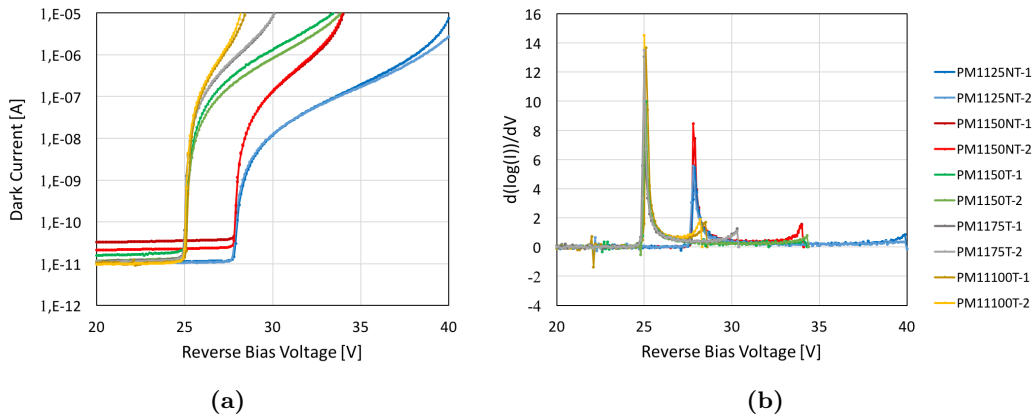 1,E-05
1,E-06
1,E-07
1,E-08
1,E-09
1,E-10
1,E-11
1,E-12
Dark Current [A]
20 25 30 35 40
Reverse Bias Voltage [V]
(a)
16
14
12
10
8
6
4
2
0
-2
-4
d(log(I))/dV
20 25 30 35 40
Reverse Bias Voltage [V]
(b)
PM1125NT-1
PM1125NT-2
PM1150NT-1
PM1150NT-2
PM1150T-1
PM1150T-2
PM1175T-1
PM1175T-2
PM11100T-1
PM11100T-2